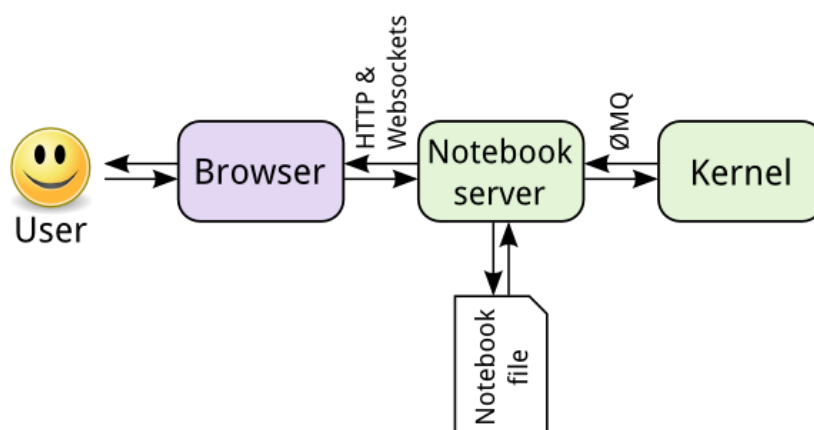 User
Browser
HTTP &
Websockets
Notebook
server
ØMQ
Kernel
Notebook
file